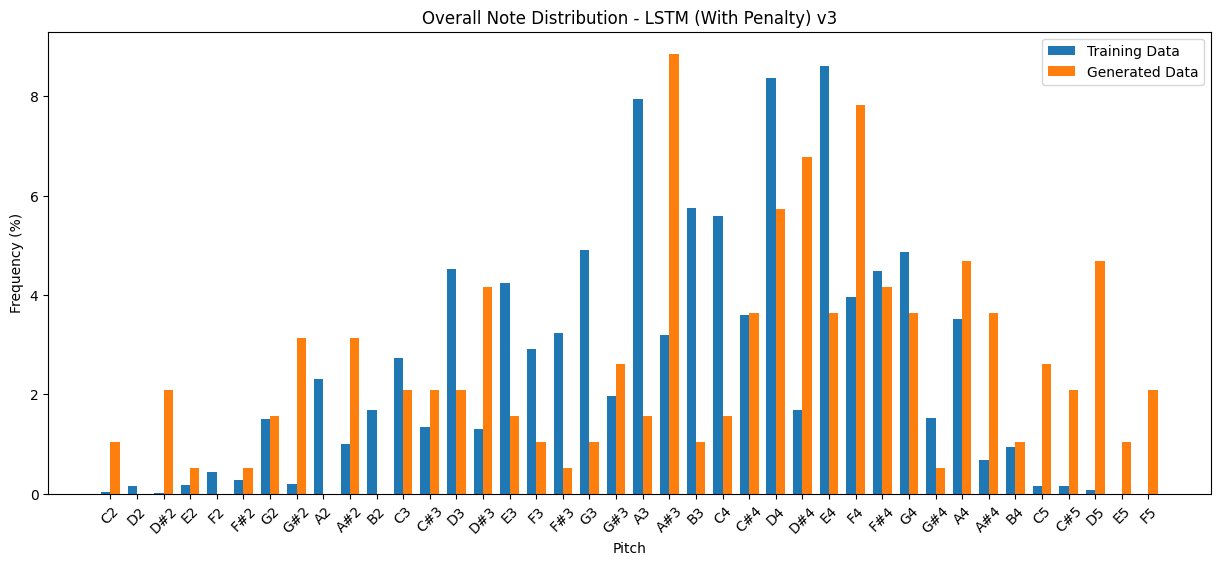 Overall Note Distribution - LSTM (With Penalty) v3
Training Data
Generated Data
Frequency (%)
8
6
4
2
0
C2 D2 D#2 E2 F2 F#2 G2 G#2 A2 A#2 B2 C3 C#3 D3 D#3 E3 F3 F#3 G3 G#3 A3 A#3 B3 C4 C#4 D4 D#4 E4 F4 F#4 G4 G#4 A4 A#4 B4 C5 C#5 D5 E5 F5
Pitch